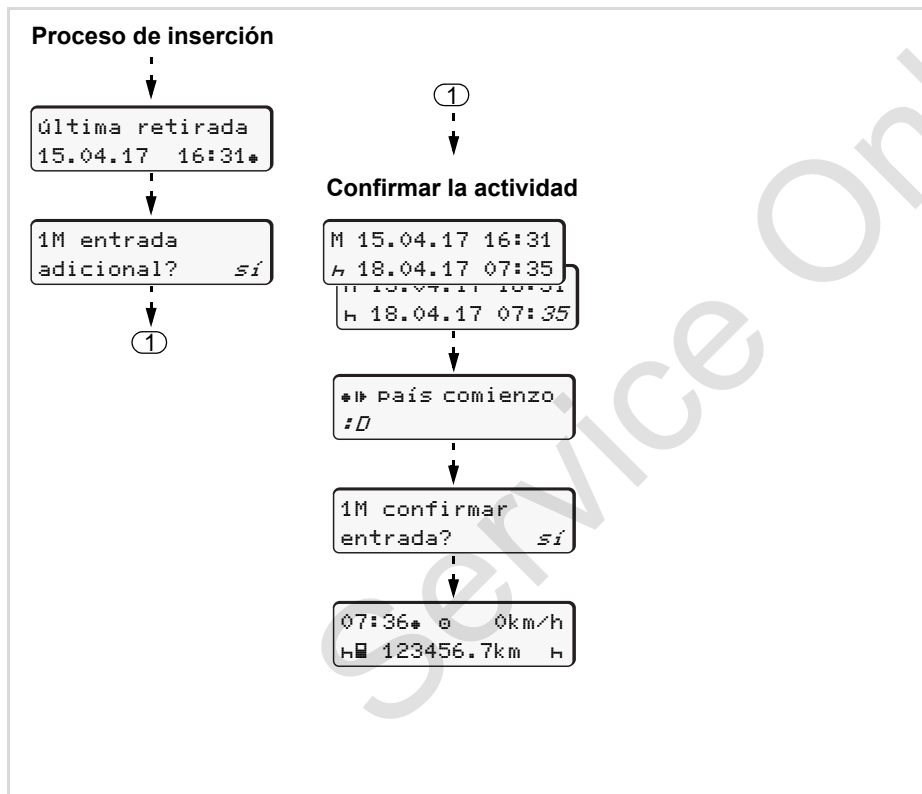 Proceso de inserción
última retirada
15.04.17 16:31•
1M entrada
adicional? sí
1
1
Confirmar la actividad
M 15.04.17 16:31
h 18.04.17 07:35
h 18.04.17 07:35
país comienzo
:D
1M confirmar
entrada? sí
07:36• ⊙ 0km/h
h 123456.7km h
Service On